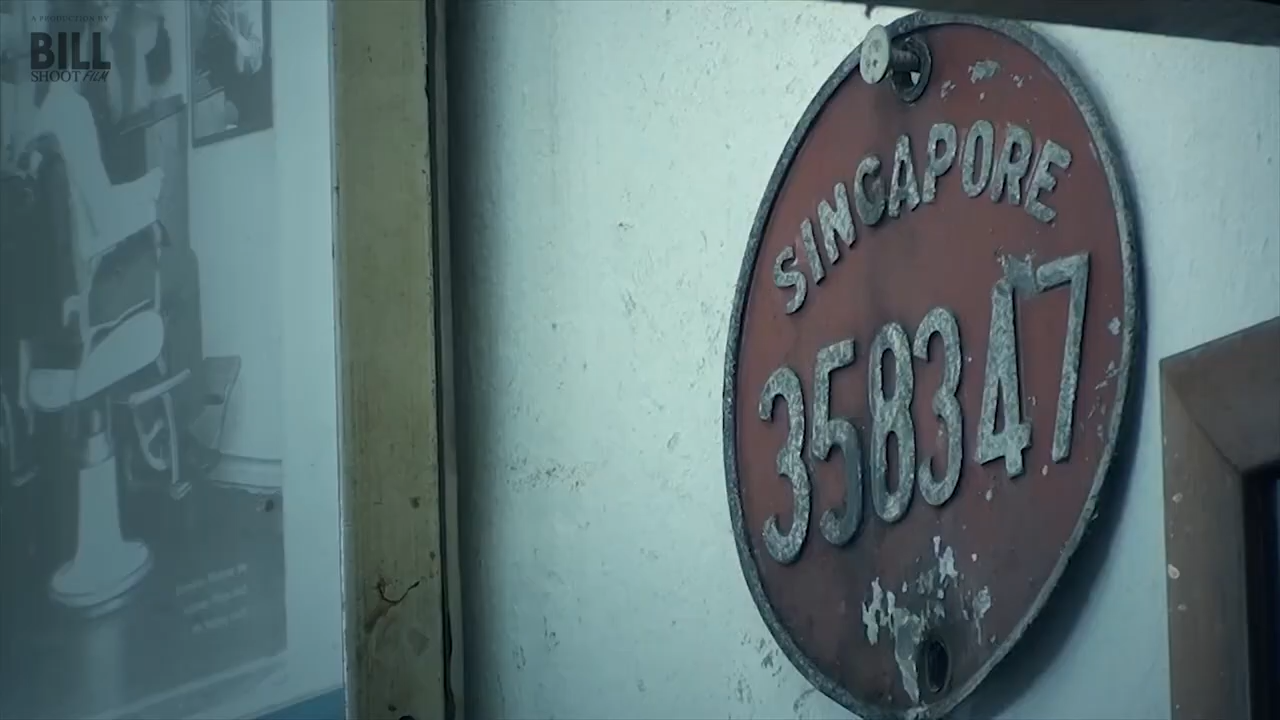 A PRODUCTION BY
BILL
SHOOT FILM
SINGAPORE
358347